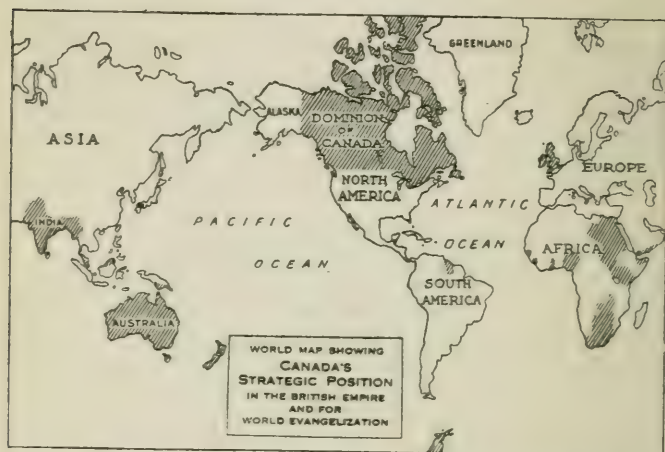 GREENLAND
ALASKA
DOMINION
OF
CANADA
ASIA
NORTH
AMERICA
EUROPE
ATLANTIC
OCEAN
INDIA
PACIFIC
OCEAN
AFRICA
SOUTH
AMERICA
AUSTRALIA
WORLD MAP SHOWING
CANADA'S
STRATEGIC POSITION
IN THE BRITISH EMPIRE
AND FOR
WORLD EVANGELIZATION